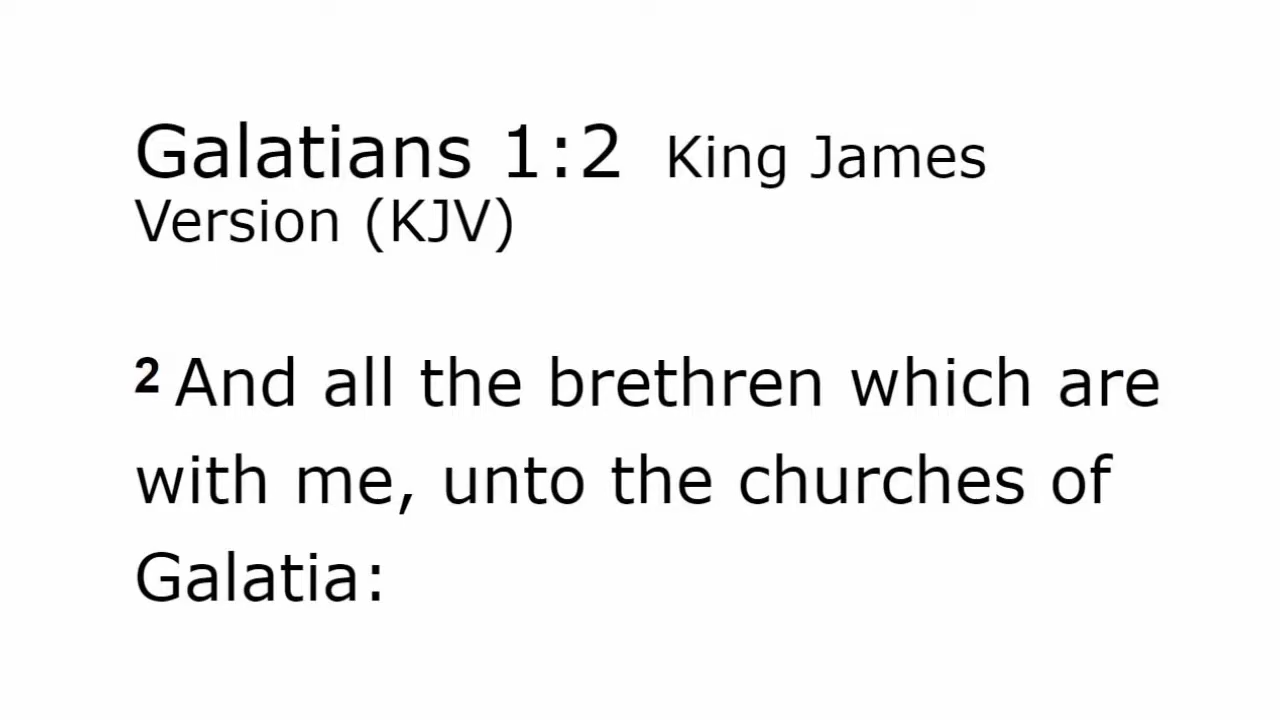 Galatians 1:2 King James
Version (KJV)
2 And all the brethren which are
with me, unto the churches of
Galatia: